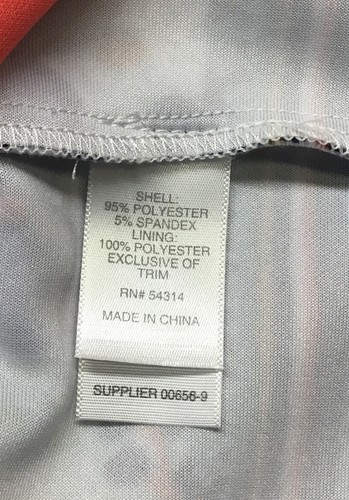 SHELL:
95% POLYESTER
5% SPANDEX
LINING:
100% POLYESTER
EXCLUSIVE OF
TRIM
RN# 54314
MADE IN CHINA
SUPPLIER 00656-9